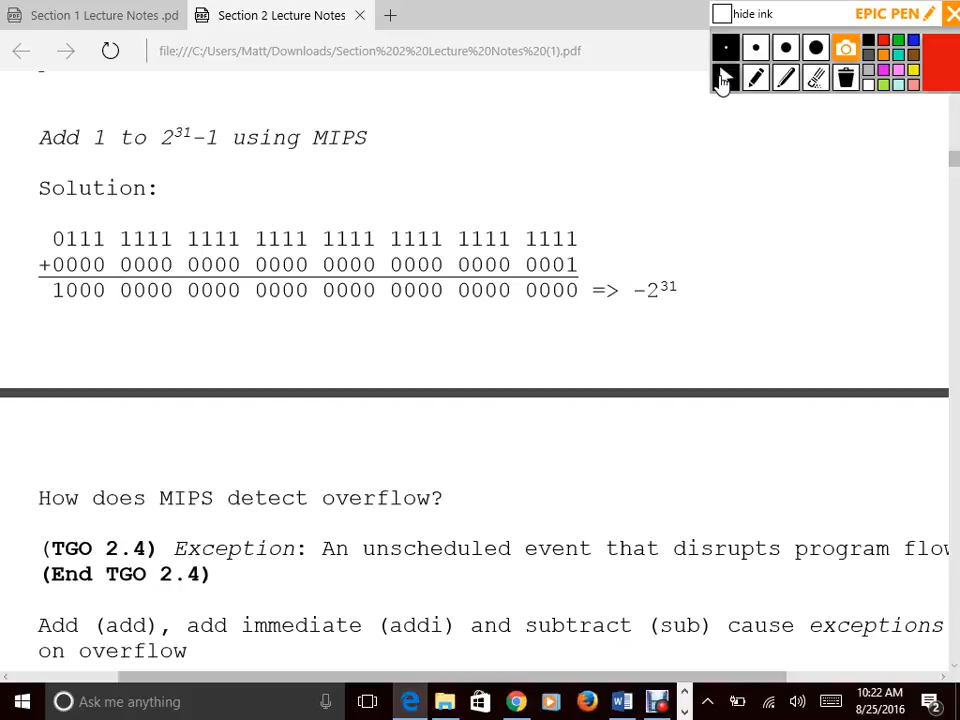 Section 1 Lecture Notes .pd
Section 2 Lecture Notes
hide ink
EPIC PEN
file:///C:/Users/Matt/Downloads/Section%202%20Lecture%20Notes%20(1).pdf
Add 1 to 2³¹-1 using MIPS
Solution:
0111 1111 1111 1111 1111 1111 1111 1111
+0000 0000 0000 0000 0000 0000 0000 0001
1000 0000 0000 0000 0000 0000 0000 0000 => -2³¹
How does MIPS detect overflow?
(TGO 2.4) Exception: An unscheduled event that disrupts program flow
(End TGO 2.4)
Add (add), add immediate (addi) and subtract (sub) cause exceptions
on overflow
Ask me anything
10:22 AM
8/25/2016
2